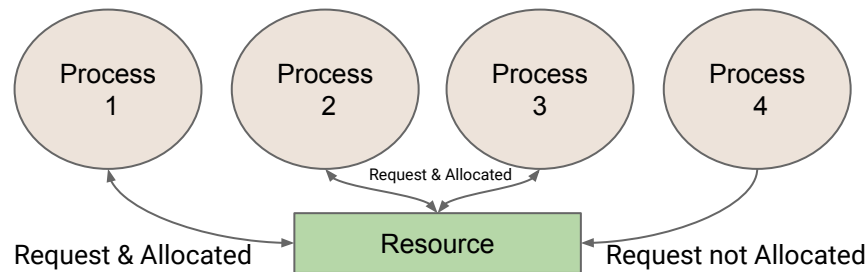 Process
1
Process
2
Process
3
Process
4
Request & Allocated
Request & Allocated
Resource
Request not Allocated